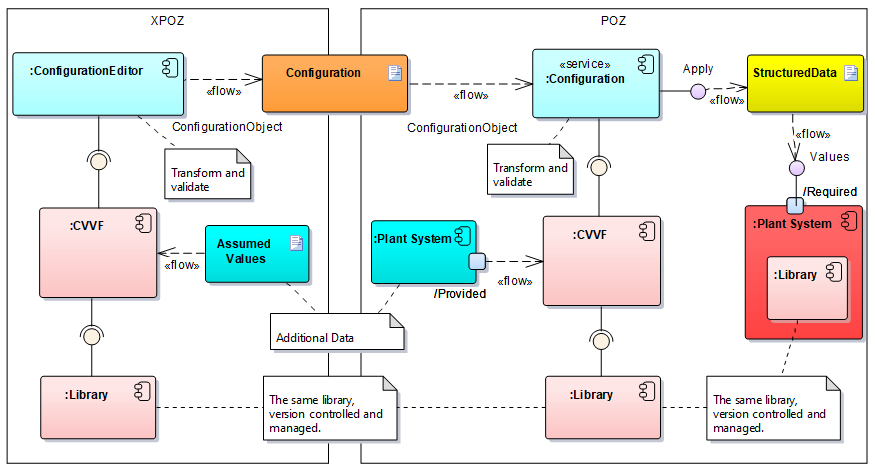 XPOZ
POZ
:ConfigurationEditor
«flow»
Configuration
«flow»
«service»
:Configuration
Apply
«flow»
StructuredData
ConfigurationObject
Transform and
validate
ConfigurationObject
Transform and
validate
«flow»
Values
/Required
:CVVF
«flow»
Assumed
Values
:Plant System
/Provided
«flow»
:CVVF
:Plant System
:Library
Additional Data
:Library
The same library,
version controlled and
managed.
:Library
The same library,
version controlled and
managed.